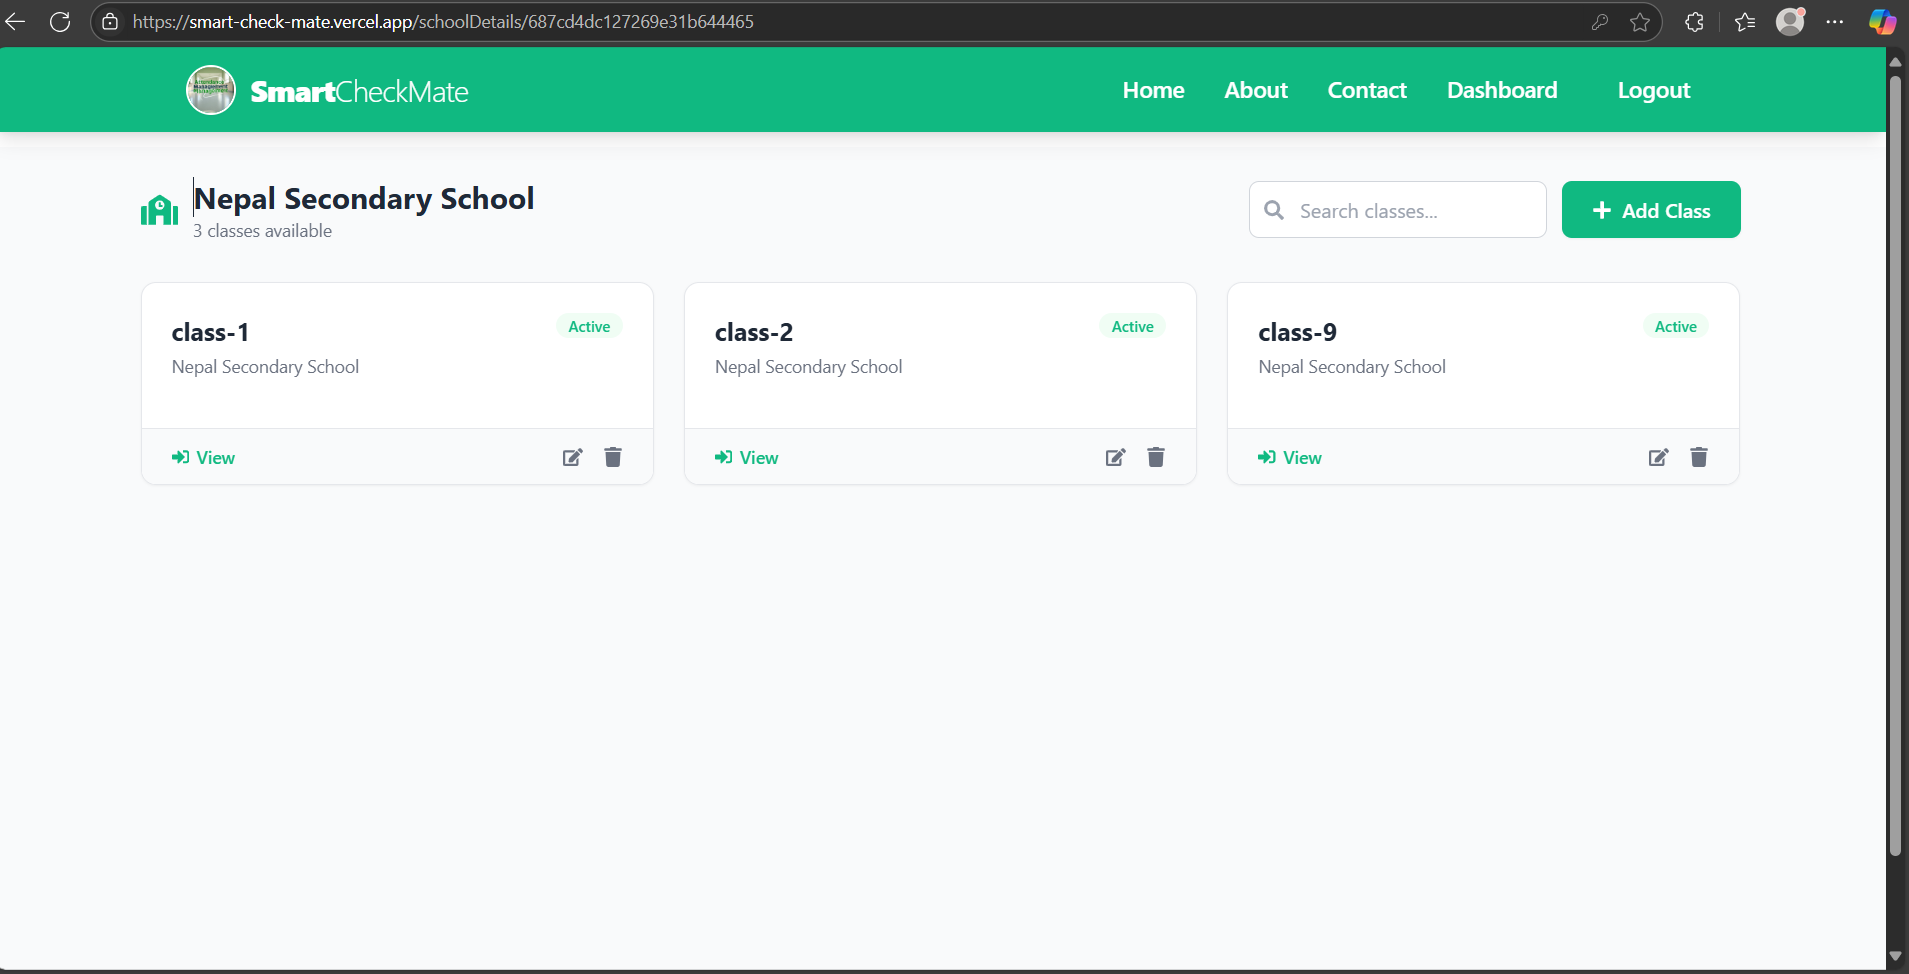 https://smart-check-mate.vercel.app/schoolDetails/687cd4dc127269e31b644465
SmartCheckMate
Home About Contact Dashboard Logout
Nepal Secondary School
3 classes available
Search classes...
Add Class
class-1
Active
Nepal Secondary School
View
class-2
Active
Nepal Secondary School
View
class-9
Active
Nepal Secondary School
View